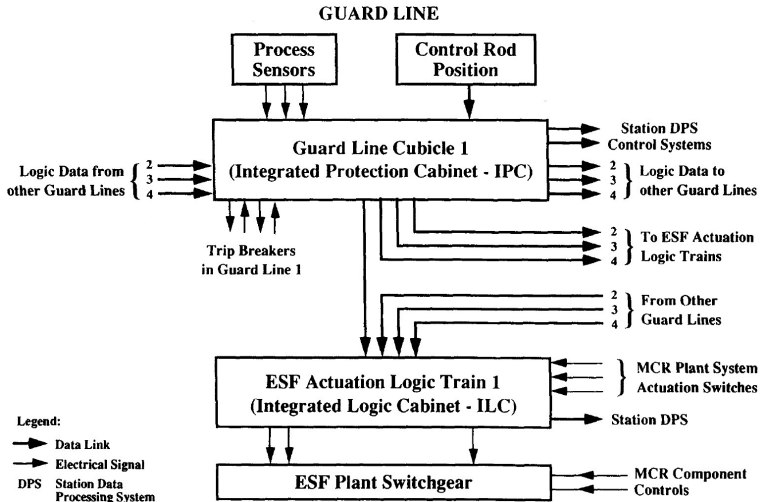 GUARD LINE
Process
Sensors
Control Rod
Position
Guard Line Cubicle 1
(Integrated Protection Cabinet - IPC)
Station DPS
Control Systems
Logic Data from
other Guard Lines
2
3
4
2
3
4
Logic Data to
other Guard Lines
Trip Breakers
in Guard Line 1
2
3
4
To ESF Actuation
Logic Trains
2
3
4
From Other
Guard Lines
ESF Actuation Logic Train 1
(Integrated Logic Cabinet - ILC)
MCR Plant System
Actuation Switches
Station DPS
Legend:
Data Link
Electrical Signal
DPS Station Data
Processing System
ESF Plant Switchgear
MCR Component
Controls